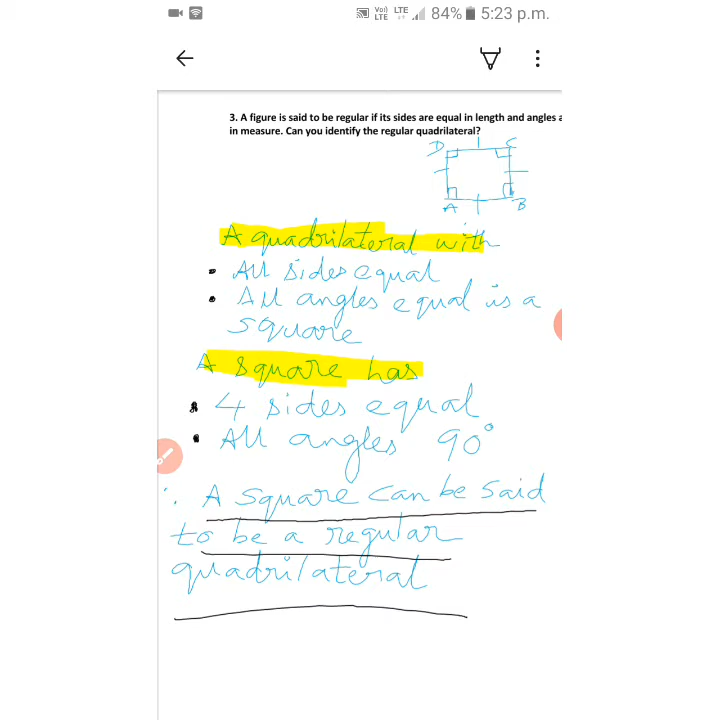 Vo) LTE LTE 84% 5:23 p.m.
3. A figure is said to be regular if its sides are equal in length and angles a
in measure. Can you identify the regular quadrilateral?
D C
A B
A quadrilateral with
• All sides equal
• All angles equal is a
square
A square has
• 4 sides equal
• All angles 90°
∴ A square can be said
to be a regular
quadrilateral